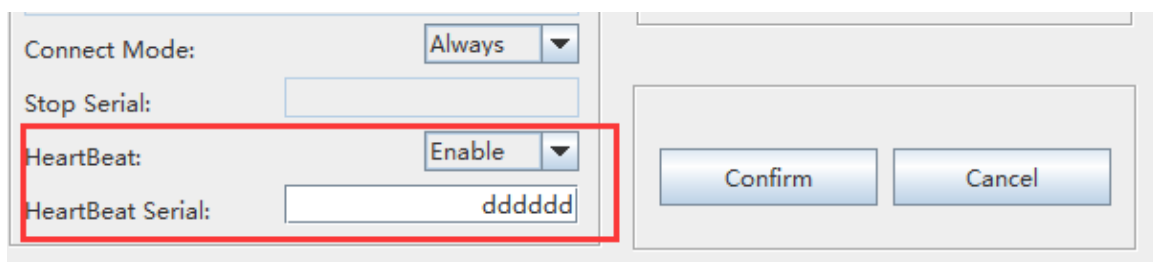 Connect Mode: Always
Stop Serial:
HeartBeat: Enable
HeartBeat Serial: dddddd
Confirm Cancel